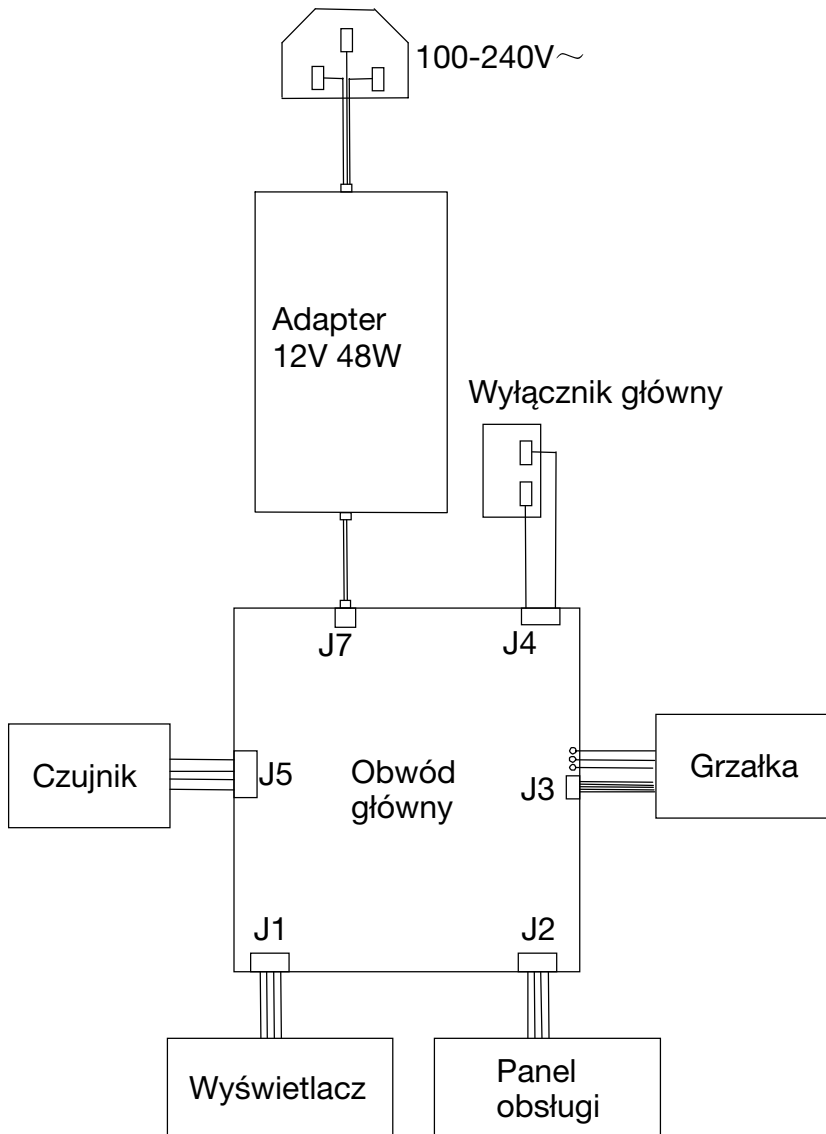 100-240V～
Adapter
12V 48W
Wyłącznik główny
J7
J4
Czujnik
J5
Obwód
główny
J3
Grzałka
J1
J2
Wyświetlacz
Panel
obsługi